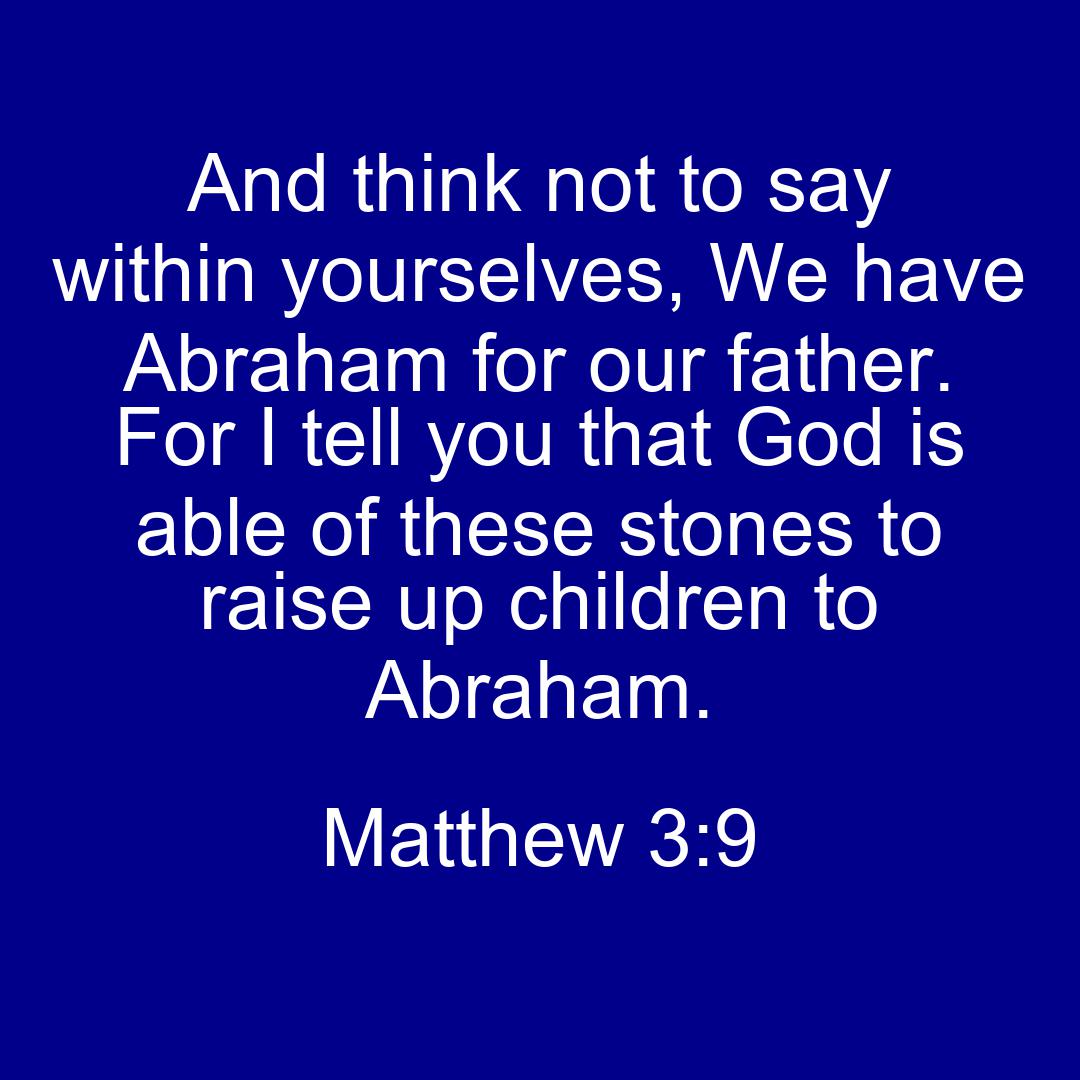 And think not to say
within yourselves, We have
Abraham for our father.
For I tell you that God is
able of these stones to
raise up children to
Abraham.
Matthew 3:9